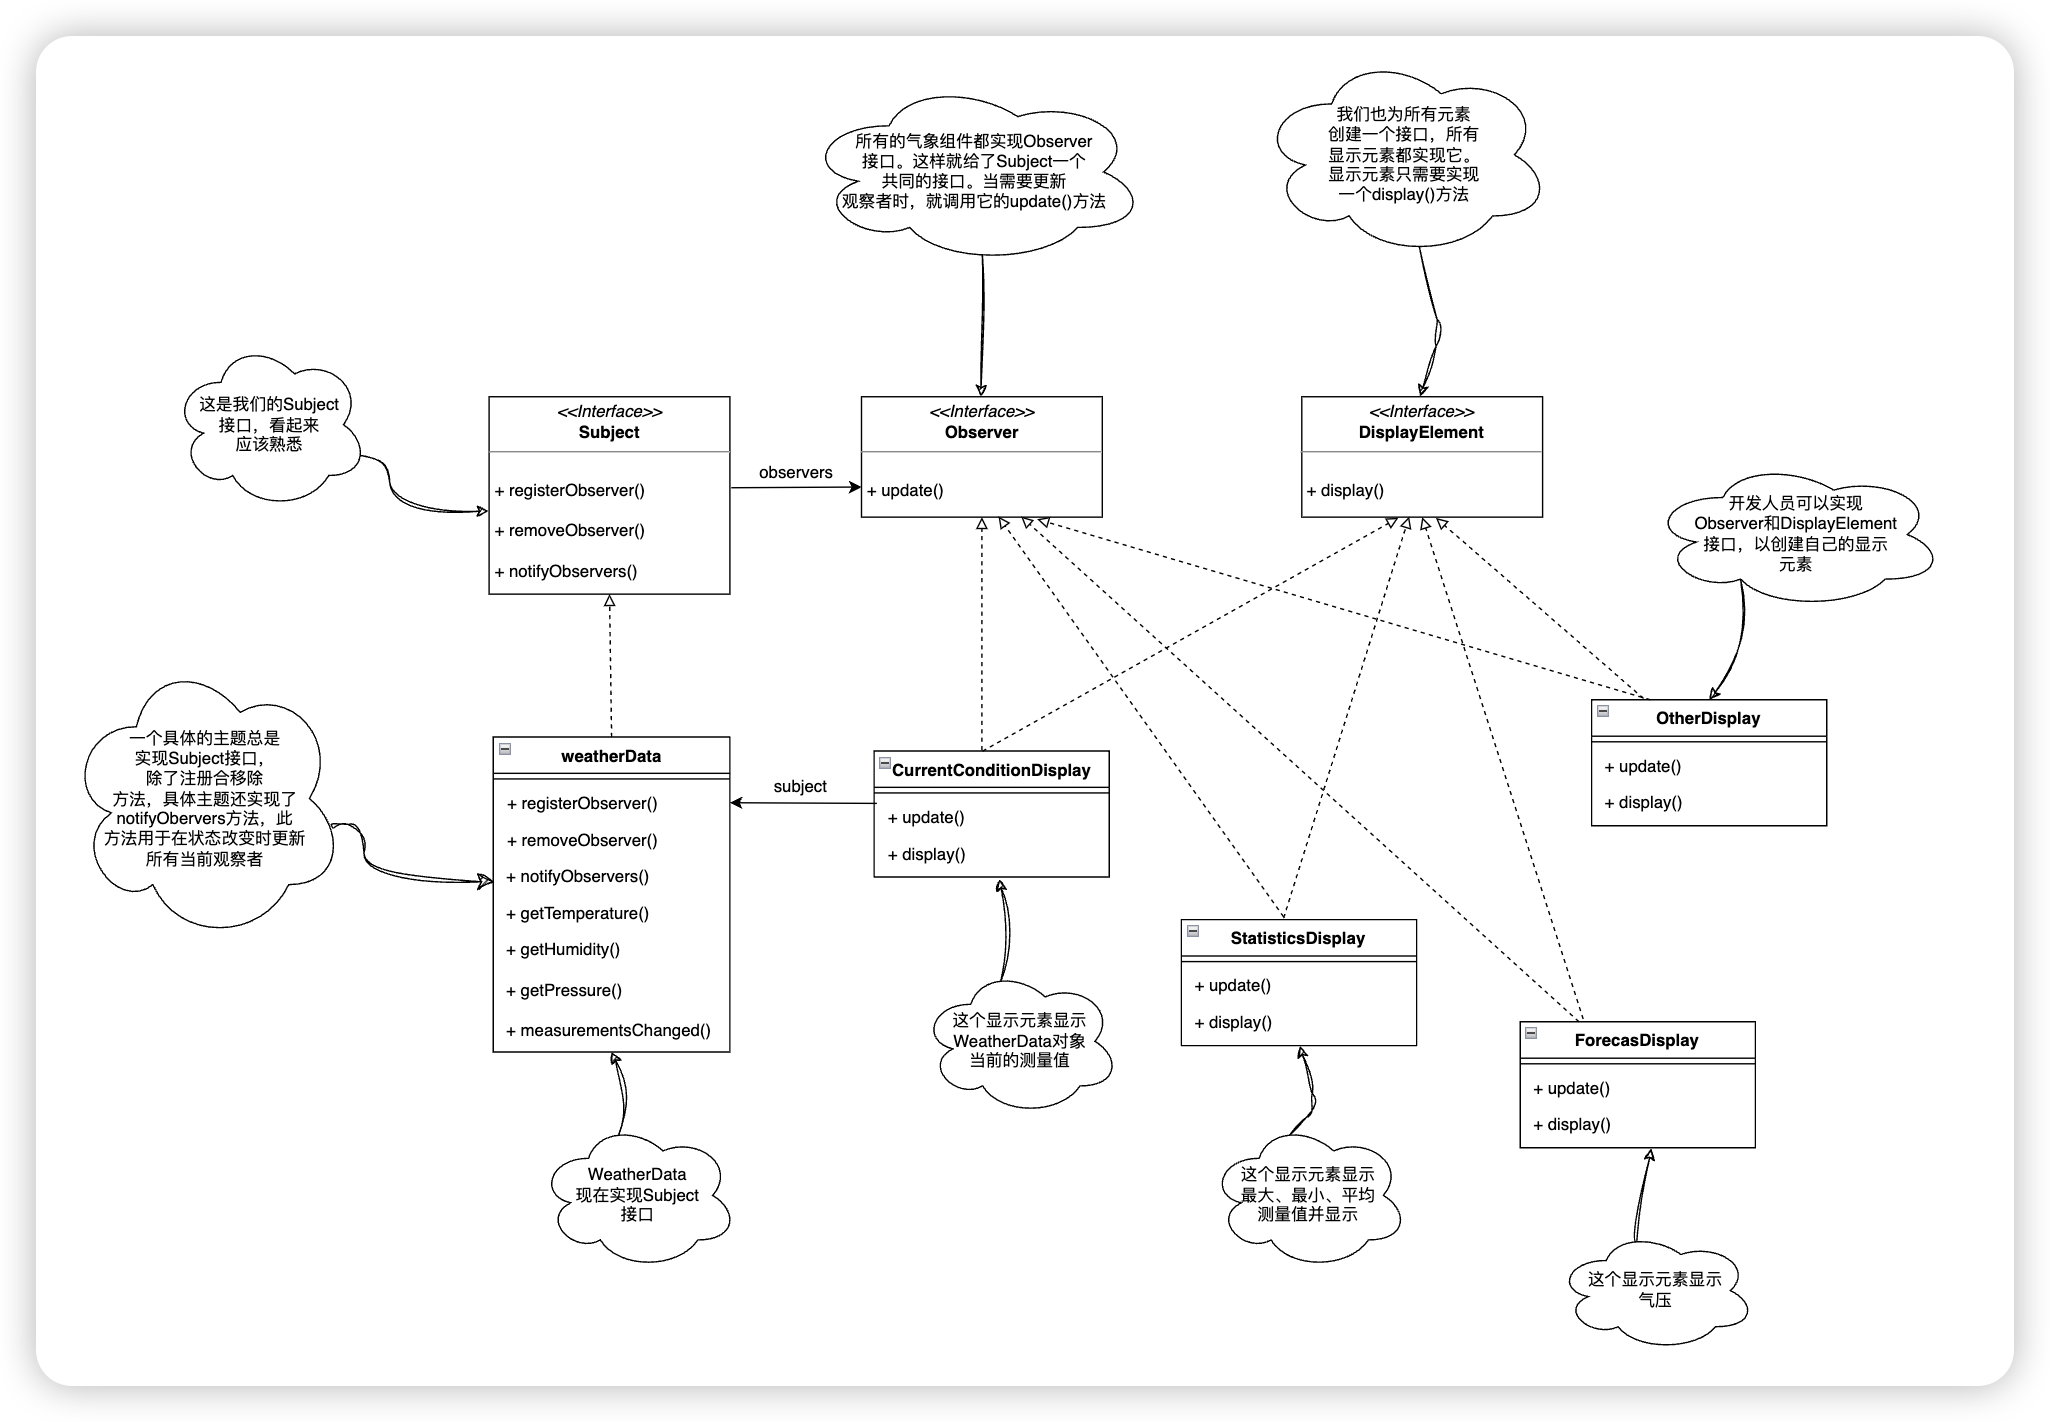 所有的气象组件都实现Observer
接口。这样就给了Subject一个
共同的接口。当需要更新
观察者时，就调用它的update()方法
我们也为所有元素
创建一个接口，所有
显示元素都实现它。
显示元素只需要实现
一个display()方法
这是我们的Subject
接口，看起来
应该熟悉
<<Interface>>
Subject
+ registerObserver()
+ removeObserver()
+ notifyObservers()
observers
<<Interface>>
Observer
+ update()
<<Interface>>
DisplayElement
+ display()
开发人员可以实现
Observer和DisplayElement
接口，以创建自己的显示
元素
一个具体的主题总是
实现Subject接口，
除了注册合移除
方法，具体主题还实现了
notifyObervers方法，此
方法用于在状态改变时更新
所有当前观察者
weatherData
+ registerObserver()
+ removeObserver()
+ notifyObservers()
+ getTemperature()
+ getHumidity()
+ getPressure()
+ measurementsChanged()
subject
CurrentConditionDisplay
+ update()
+ display()
OtherDisplay
+ update()
+ display()
StatisticsDisplay
+ update()
+ display()
ForecasDisplay
+ update()
+ display()
这个显示元素显示
WeatherData对象
当前的测量值
WeatherData
现在实现Subject
接口
这个显示元素显示
最大、最小、平均
测量值并显示
这个显示元素显示
气压